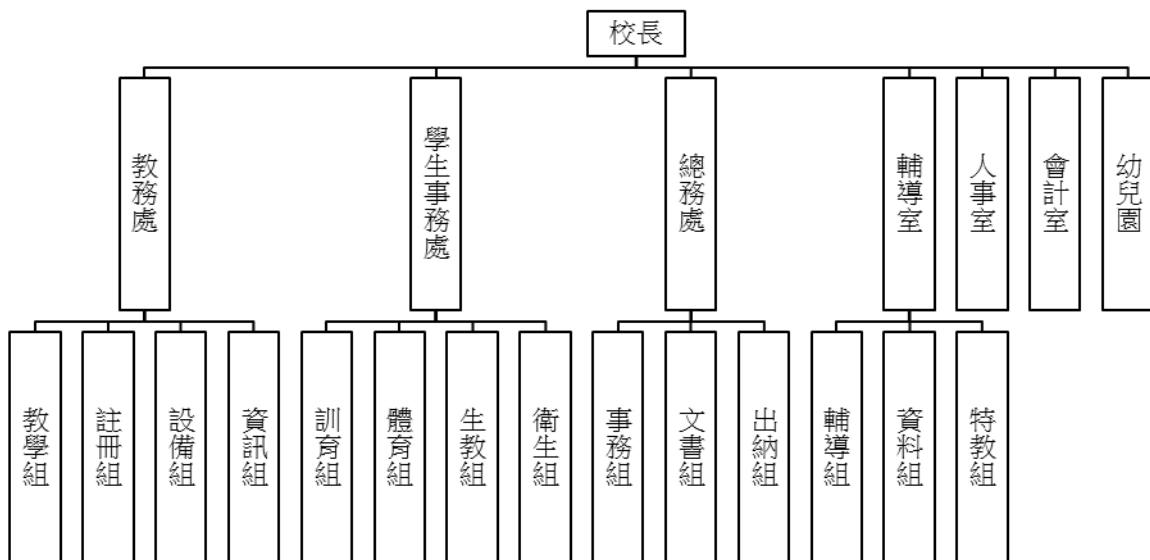 校長
教務處
學生事務處
總務處
輔導室
人事室
會計室
幼兒園
教學組
註冊組
設備組
資訊組
訓育組
體育組
生教組
衛生組
事務組
文書組
出納組
輔導組
資料組
特教組